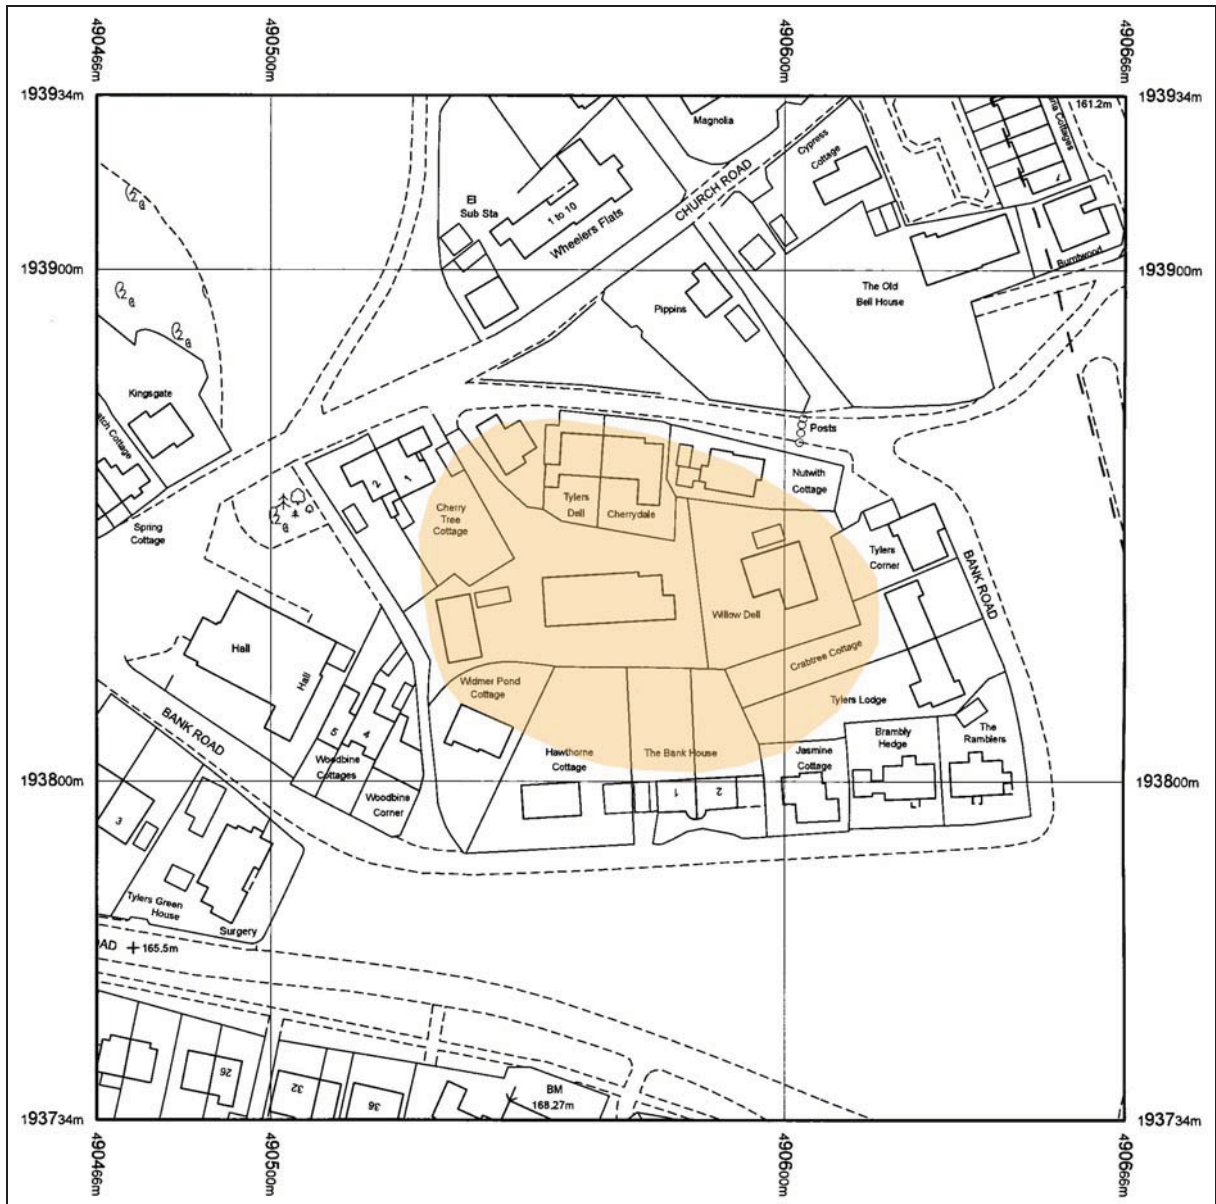 490466m
490500m
490600m
490666m
193934m
193934m
161.2m
Magnolia
Cypress
Cottage
CHURCH ROAD
El
Sub Sta
1 to 10
Wheelers Flats
1
Burntwood
193900m
193900m
The Old
Bell House
Pippins
Kingsgate
Posts
2
1
Nutwith
Cottage
Cherry
Tree
Cottage
Tylers
Dell
Cherrydale
Spring
Cottage
Tylers
Corner
BANK ROAD
Willow Dell
Hall
Hall
Crabtree Cottage
Widmer Pond
Cottage
Tylers Lodge
BANK ROAD
5
4
Woodbine
Cottages
Hawthorne
Cottage
The Bank House
Jasmine
Cottage
Brambly
Hedge
The
Ramblers
193800m
193800m
Woodbine
Corner
1
2
3
Tylers Green
House
Surgery
165.5m
26
32
36
BM
168.27m
193734m
193734m
490466m
490500m
490600m
490666m